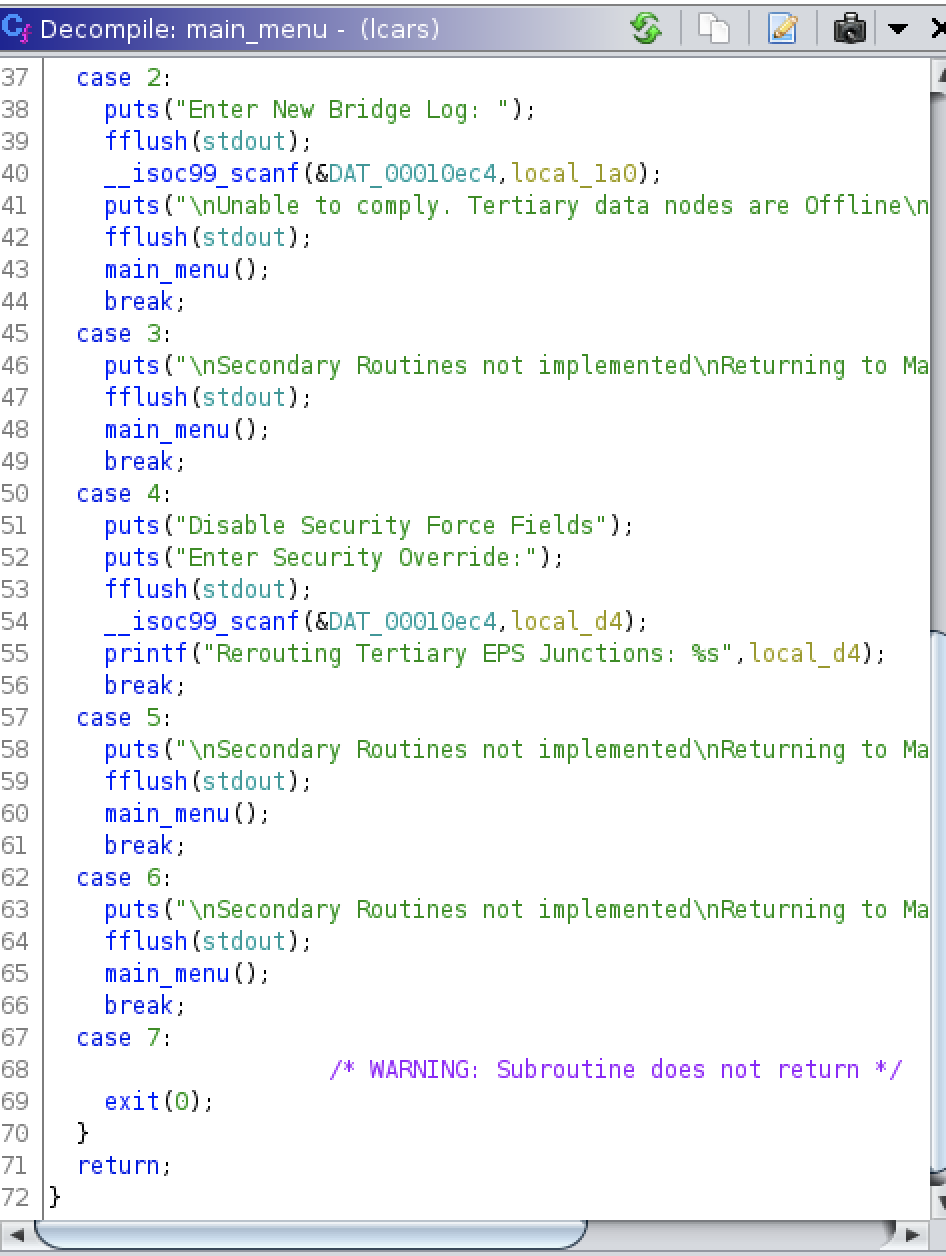 Decompile: main_menu - (lcars)
37 case 2:
38 puts("Enter New Bridge Log: ");
39 fflush(stdout);
40 __isoc99_scanf(&DAT_00010ec4,local_1a0);
41 puts("\nUnable to comply. Tertiary data nodes are Offline\n
42 fflush(stdout);
43 main_menu();
44 break;
45 case 3:
46 puts("\nSecondary Routines not implemented\nReturning to Ma
47 fflush(stdout);
48 main_menu();
49 break;
50 case 4:
51 puts("Disable Security Force Fields");
52 puts("Enter Security Override:");
53 fflush(stdout);
54 __isoc99_scanf(&DAT_00010ec4,local_d4);
55 printf("Rerouting Tertiary EPS Junctions: %s",local_d4);
56 break;
57 case 5:
58 puts("\nSecondary Routines not implemented\nReturning to Ma
59 fflush(stdout);
60 main_menu();
61 break;
62 case 6:
63 puts("\nSecondary Routines not implemented\nReturning to Ma
64 fflush(stdout);
65 main_menu();
66 break;
67 case 7:
68 /* WARNING: Subroutine does not return */
69 exit(0);
70 }
71 return;
72 }